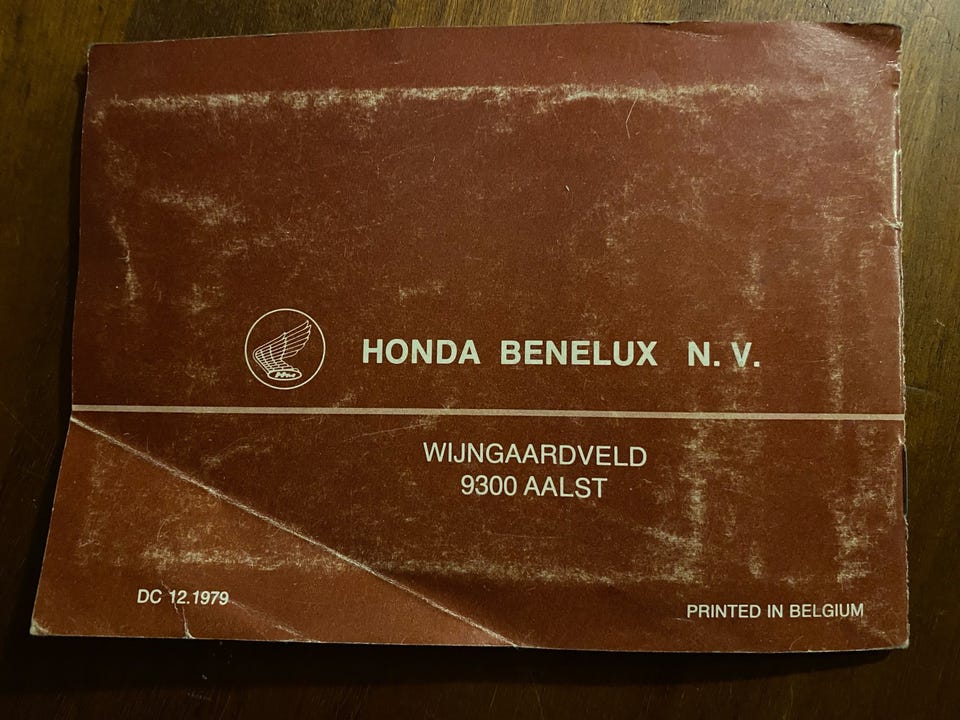 HONDA BENELUX N. V.
WIJNGAARDVELD
9300 AALST
DC 12.1979
PRINTED IN BELGIUM